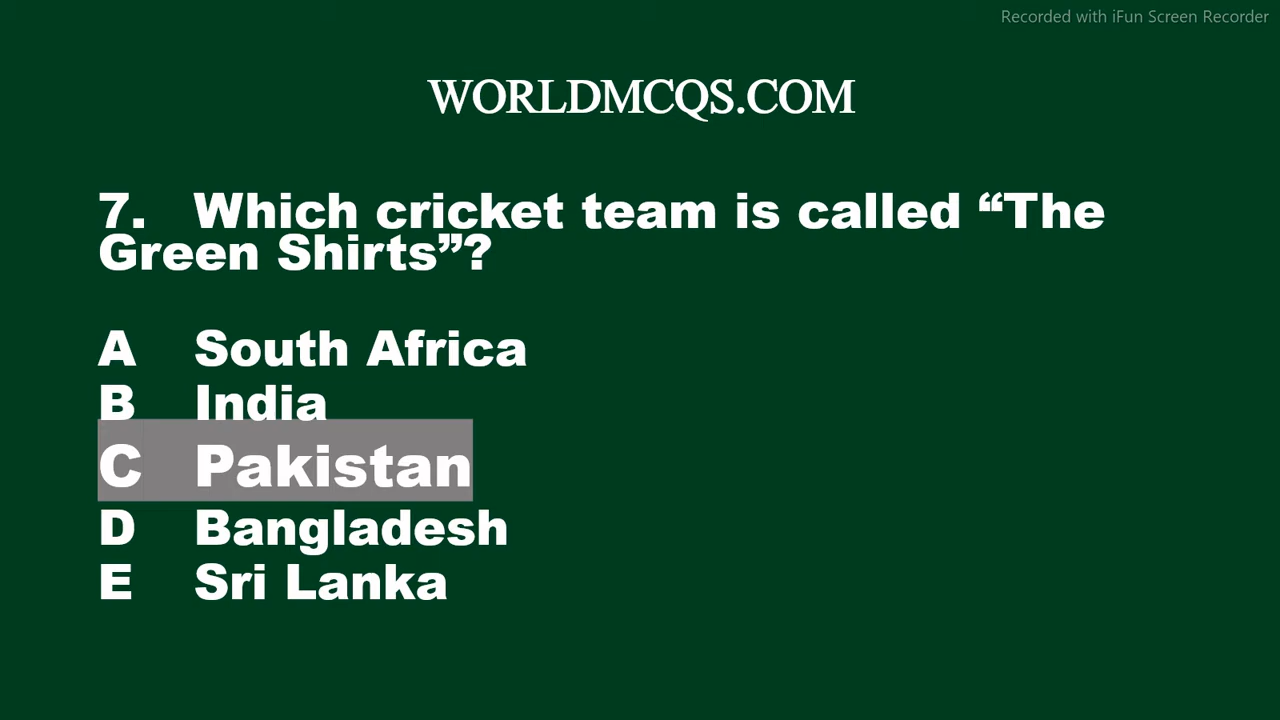 Recorded with iFun Screen Recorder
WORLDMCQS.COM
7. Which cricket team is called “The
Green Shirts”?
A South Africa
B India
C Pakistan
D Bangladesh
E Sri Lanka